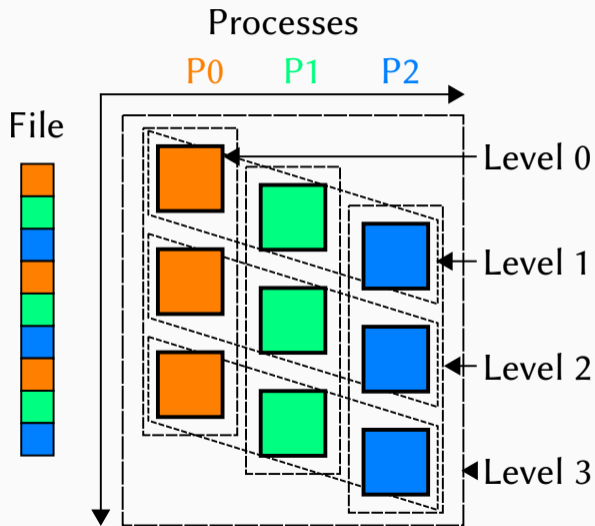 Processes
P0 P1 P2
File
Level 0
Level 1
Level 2
Level 3